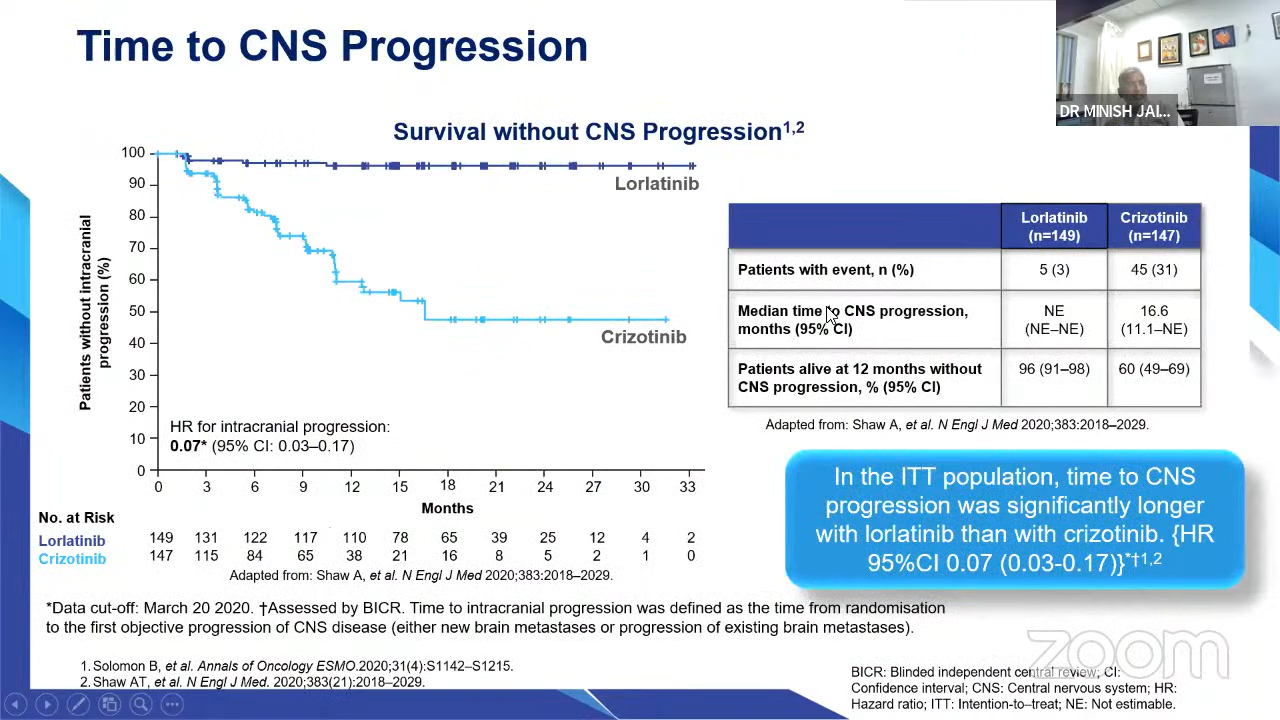 Time to CNS Progression
DR MINISH JAI...
Survival without CNS Progression1,2
Patients without intracranial
progression (%)
100
90
80
70
60
50
40
30
20
10
0
Lorlatinib
Crizotinib
HR for intracranial progression:
0.07* (95% CI: 0.03–0.17)
0 3 6 9 12 15 18 21 24 27 30 33
Months
No. at Risk
Lorlatinib 149 131 122 117 110 78 65 39 25 12 4 2
Crizotinib 147 115 84 65 38 21 16 8 5 2 1 0
Adapted from: Shaw A, et al. N Engl J Med 2020;383:2018–2029.
Lorlatinib Crizotinib
(n=149) (n=147)
Patients with event, n (%) 5 (3) 45 (31)
Median time to CNS progression, NE 16.6
months (95% CI) (NE–NE) (11.1–NE)
Patients alive at 12 months without 96 (91–98) 60 (49–69)
CNS progression, % (95% CI)
Adapted from: Shaw A, et al. N Engl J Med 2020;383:2018–2029.
In the ITT population, time to CNS
progression was significantly longer
with lorlatinib than with crizotinib. {HR
95%CI 0.07 (0.03-0.17)}*†1,2
*Data cut-off: March 20 2020. †Assessed by BICR. Time to intracranial progression was defined as the time from randomisation
to the first objective progression of CNS disease (either new brain metastases or progression of existing brain metastases).
1. Solomon B, et al. Annals of Oncology ESMO.2020;31(4):S1142–S1215.
2. Shaw AT, et al. N Engl J Med. 2020;383(21):2018–2029.
zoom
BICR: Blinded independent central review; CI:
Confidence interval; CNS: Central nervous system; HR:
Hazard ratio; ITT: Intention-to–treat; NE: Not estimable.